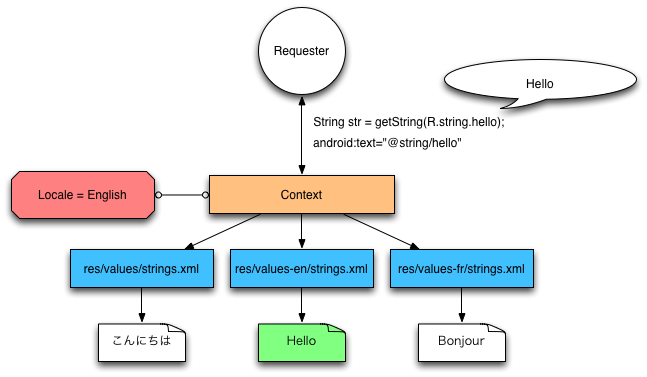 Requester
Hello
String str = getString(R.string.hello);
android:text="@string/hello"
Locale = English
Context
res/values/strings.xml
res/values-en/strings.xml
res/values-fr/strings.xml
こんにちは
Hello
Bonjour